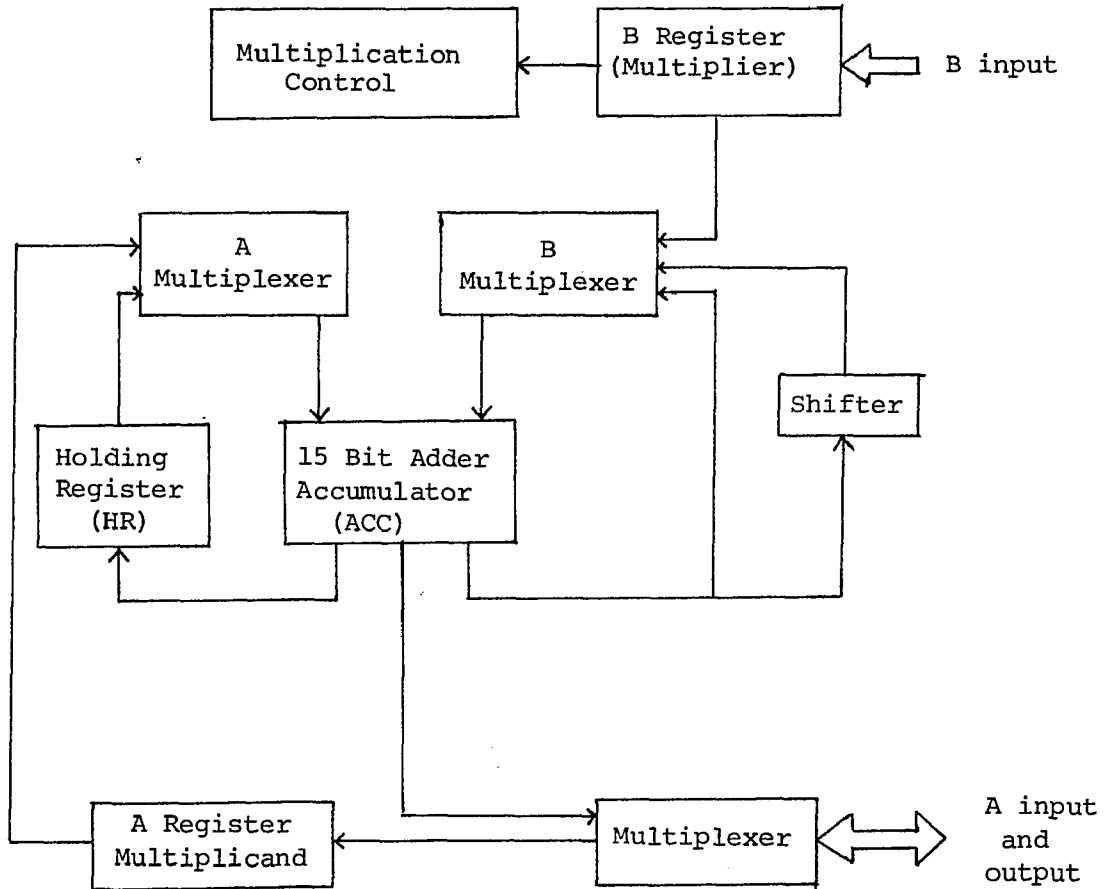 Multiplication
Control
B Register
(Multiplier)
B input
A
Multiplexer
B
Multiplexer
Shifter
Holding
Register
(HR)
15 Bit Adder
Accumulator
(ACC)
A Register
Multiplicand
Multiplexer
A input
and
output